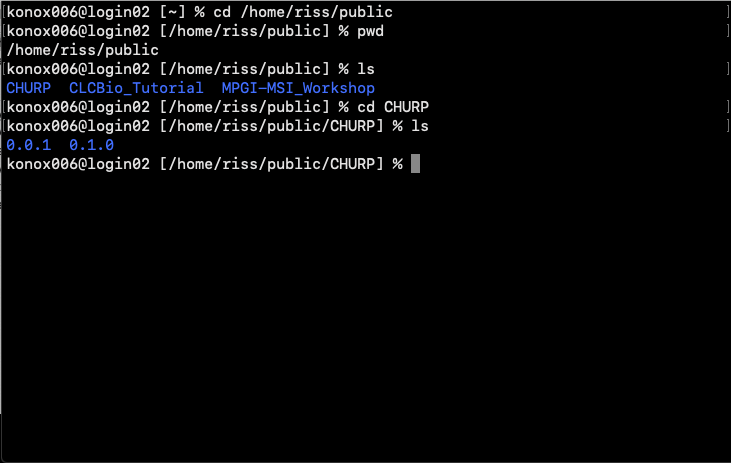 [konox006@login02 [~] % cd /home/riss/public ]
[konox006@login02 [/home/riss/public] % pwd ]
/home/riss/public
[konox006@login02 [/home/riss/public] % ls ]
CHURP  CLCBio_Tutorial  MPGI-MSI_Workshop
[konox006@login02 [/home/riss/public] % cd CHURP ]
[konox006@login02 [/home/riss/public/CHURP] % ls ]
0.0.1  0.1.0
konox006@login02 [/home/riss/public/CHURP] %